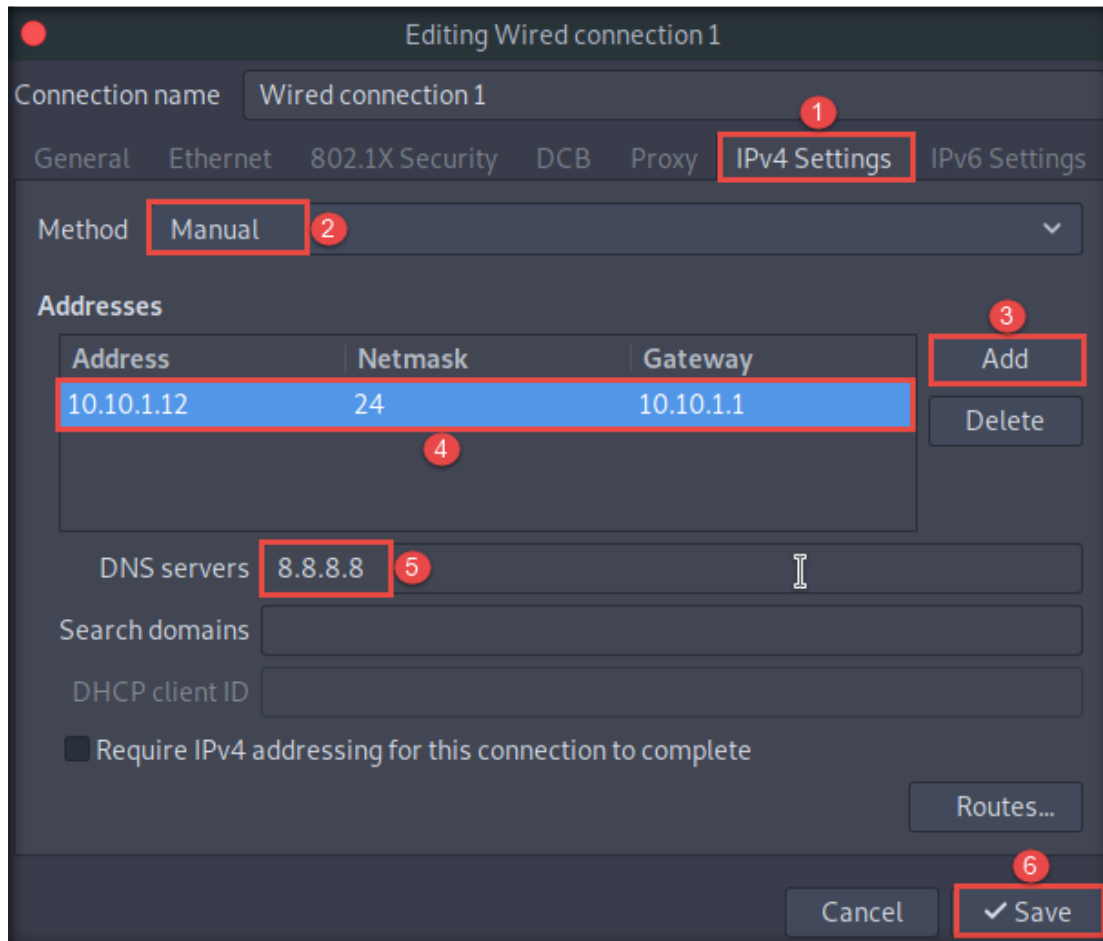 Editing Wired connection 1
Connection name Wired connection 1
1
General Ethernet 802.1X Security DCB Proxy IPv4 Settings IPv6 Settings
Method Manual 2
Addresses
3
Address Netmask Gateway Add
10.10.1.12 24 10.10.1.1
Delete
4
DNS servers 8.8.8.8 5
Search domains
DHCP client ID
Require IPv4 addressing for this connection to complete
Routes...
6
Cancel Save